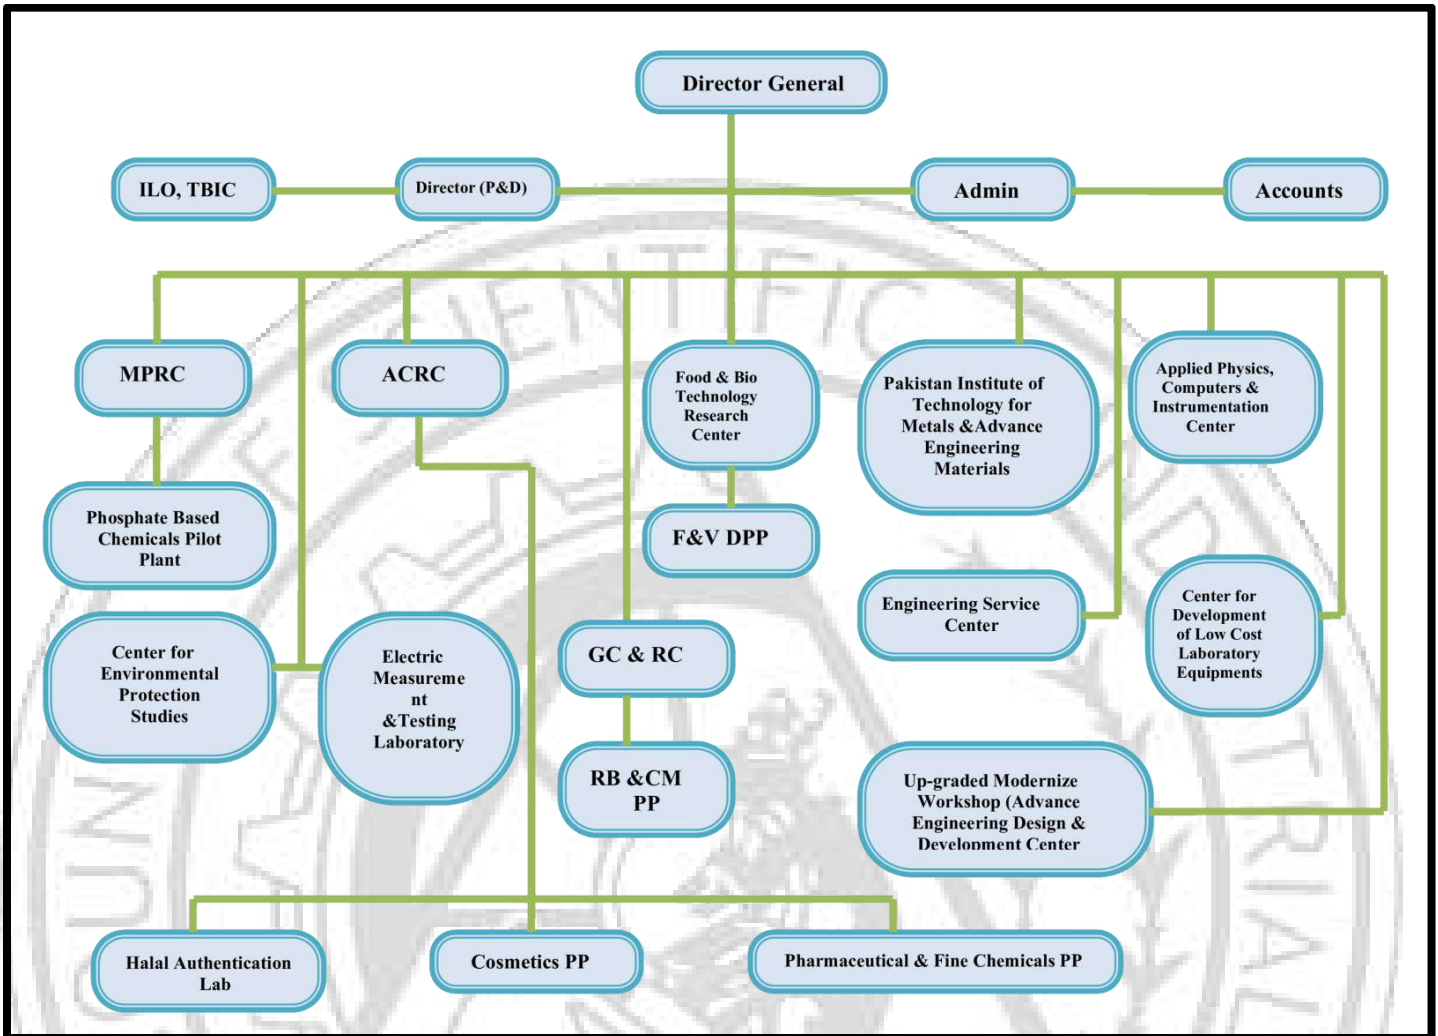 Director General
ILO, TBIC
Director (P&D)
Admin
Accounts
MPRC
ACRC
Food & Bio
Technology
Research
Center
Pakistan Institute of
Technology for
Metals &Advance
Engineering
Materials
Applied Physics,
Computers &
Instrumentation
Center
Phosphate Based
Chemicals Pilot
Plant
F&V DPP
Engineering Service
Center
Center for
Development
of Low Cost
Laboratory
Equipments
Center for
Environmental
Protection
Studies
Electric
Measureme
nt
&Testing
Laboratory
GC & RC
RB &CM
PP
Up-graded Modernize
Workshop (Advance
Engineering Design &
Development Center
Halal Authentication
Lab
Cosmetics PP
Pharmaceutical & Fine Chemicals PP